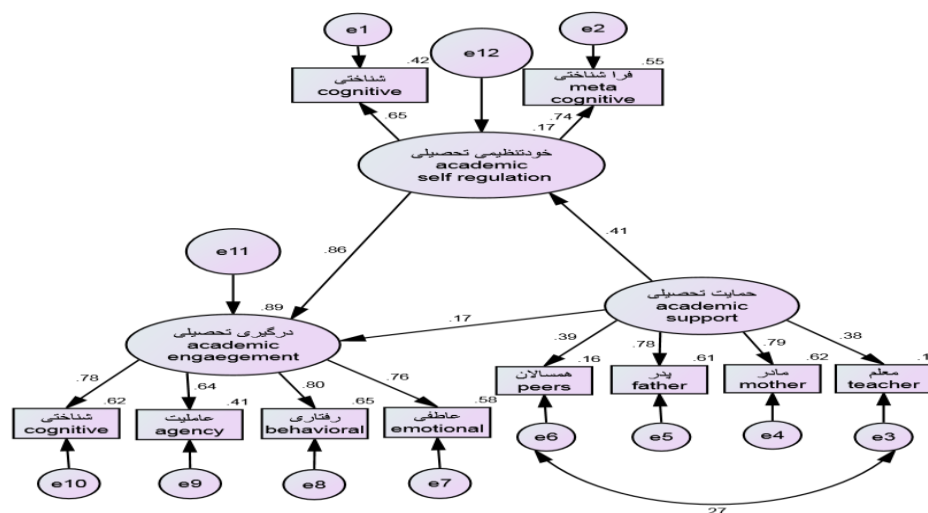 e1
e12
e2
.42
.55
شناختی
cognitive
فرا شناختی
meta
cognitive
.65
.74
.17
خودتنظیمی تحصیلی
academic
self regulation
e11
.86
.41
.89
حمایت تحصیلی
academic
support
درگیری تحصیلی
academic
engaegement
.17
.39
.78
.79
.38
.16
.61
.62
.1
همسالان
peers
پدر
father
مادر
mother
معلم
teacher
.78
.64
.80
.76
.62
.41
.65
.58
شناختی
cognitive
عاملیت
agency
رفتاری
behavioral
عاطفی
emotional
e6
e5
e4
e3
e10
e9
e8
e7
.27